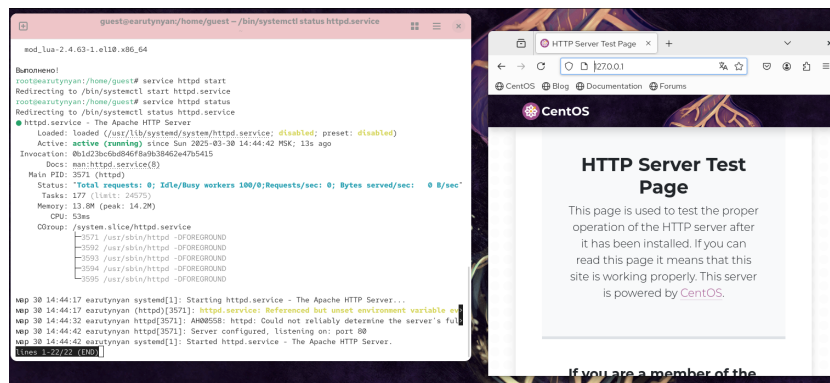 guest@earutynyan:/home/guest — /bin/systemctl status httpd.service
mod_lua-2.4.63-1.el10.x86_64
Выполнено!
root@earutynyan:/home/guest# service httpd start
Redirecting to /bin/systemctl start httpd.service
root@earutynyan:/home/guest# service httpd status
Redirecting to /bin/systemctl status httpd.service
● httpd.service - The Apache HTTP Server
Loaded: loaded (/usr/lib/systemd/system/httpd.service; disabled; preset: disabled)
Active: active (running) since Sun 2025-03-30 14:44:42 MSK; 13s ago
Invocation: 0b1d23bc6bd846f8a9b38462e47b5415
Docs: man:httpd.service(8)
Main PID: 3571 (httpd)
Status: "Total requests: 0; Idle/Busy workers 100/0;Requests/sec: 0; Bytes served/sec: 0 B/sec"
Tasks: 177 (limit: 24575)
Memory: 13.8M (peak: 14.2M)
CPU: 53ms
CGroup: /system.slice/httpd.service
├─3571 /usr/sbin/httpd -DFOREGROUND
├─3592 /usr/sbin/httpd -DFOREGROUND
├─3593 /usr/sbin/httpd -DFOREGROUND
├─3594 /usr/sbin/httpd -DFOREGROUND
└─3595 /usr/sbin/httpd -DFOREGROUND
мар 30 14:44:17 earutynyan systemd[1]: Starting httpd.service - The Apache HTTP Server...
мар 30 14:44:17 earutynyan (httpd)[3571]: httpd.service: Referenced but unset environment variable ev>
мар 30 14:44:32 earutynyan httpd[3571]: AH00558: httpd: Could not reliably determine the server's ful>
мар 30 14:44:42 earutynyan httpd[3571]: Server configured, listening on: port 80
мар 30 14:44:42 earutynyan systemd[1]: Started httpd.service - The Apache HTTP Server.
lines 1-22/22 (END)
HTTP Server Test Page
127.0.0.1
CentOS Blog Documentation Forums
CentOS
HTTP Server Test
Page
This page is used to test the proper
operation of the HTTP server after
it has been installed. If you can
read this page it means that this
site is working properly. This server
is powered by CentOS.
If you are a member of the